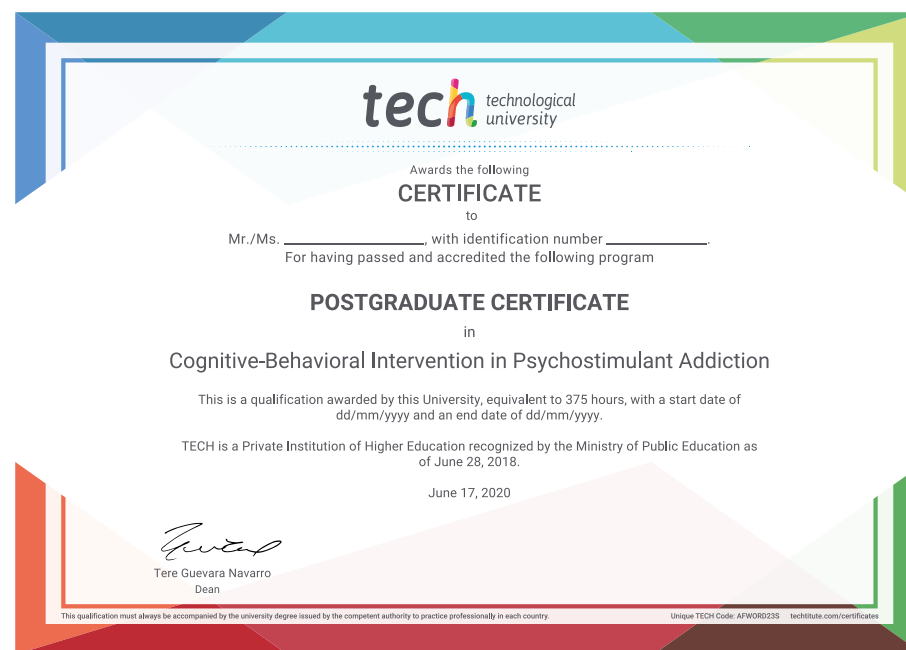 tech technological
university
Awards the following
CERTIFICATE
to
Mr./Ms. ________________, with identification number ____________.
For having passed and accredited the following program
POSTGRADUATE CERTIFICATE
in
Cognitive-Behavioral Intervention in Psychostimulant Addiction
This is a qualification awarded by this University, equivalent to 375 hours, with a start date of
dd/mm/yyyy and an end date of dd/mm/yyyy.
TECH is a Private Institution of Higher Education recognized by the Ministry of Public Education as
of June 28, 2018.
June 17, 2020
Tere Guevara Navarro
Dean
This qualification must always be accompanied by the university degree issued by the competent authority to practice professionally in each country.
Unique TECH Code: AFWORD23S techtitute.com/certificates